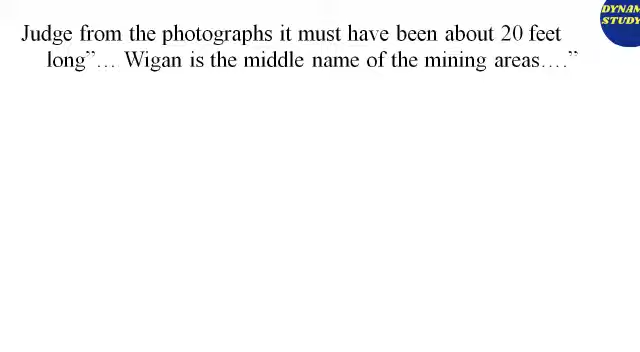 DYNAM
STUDY
Judge from the photographs it must have been about 20 feet
long”… Wigan is the middle name of the mining areas….”